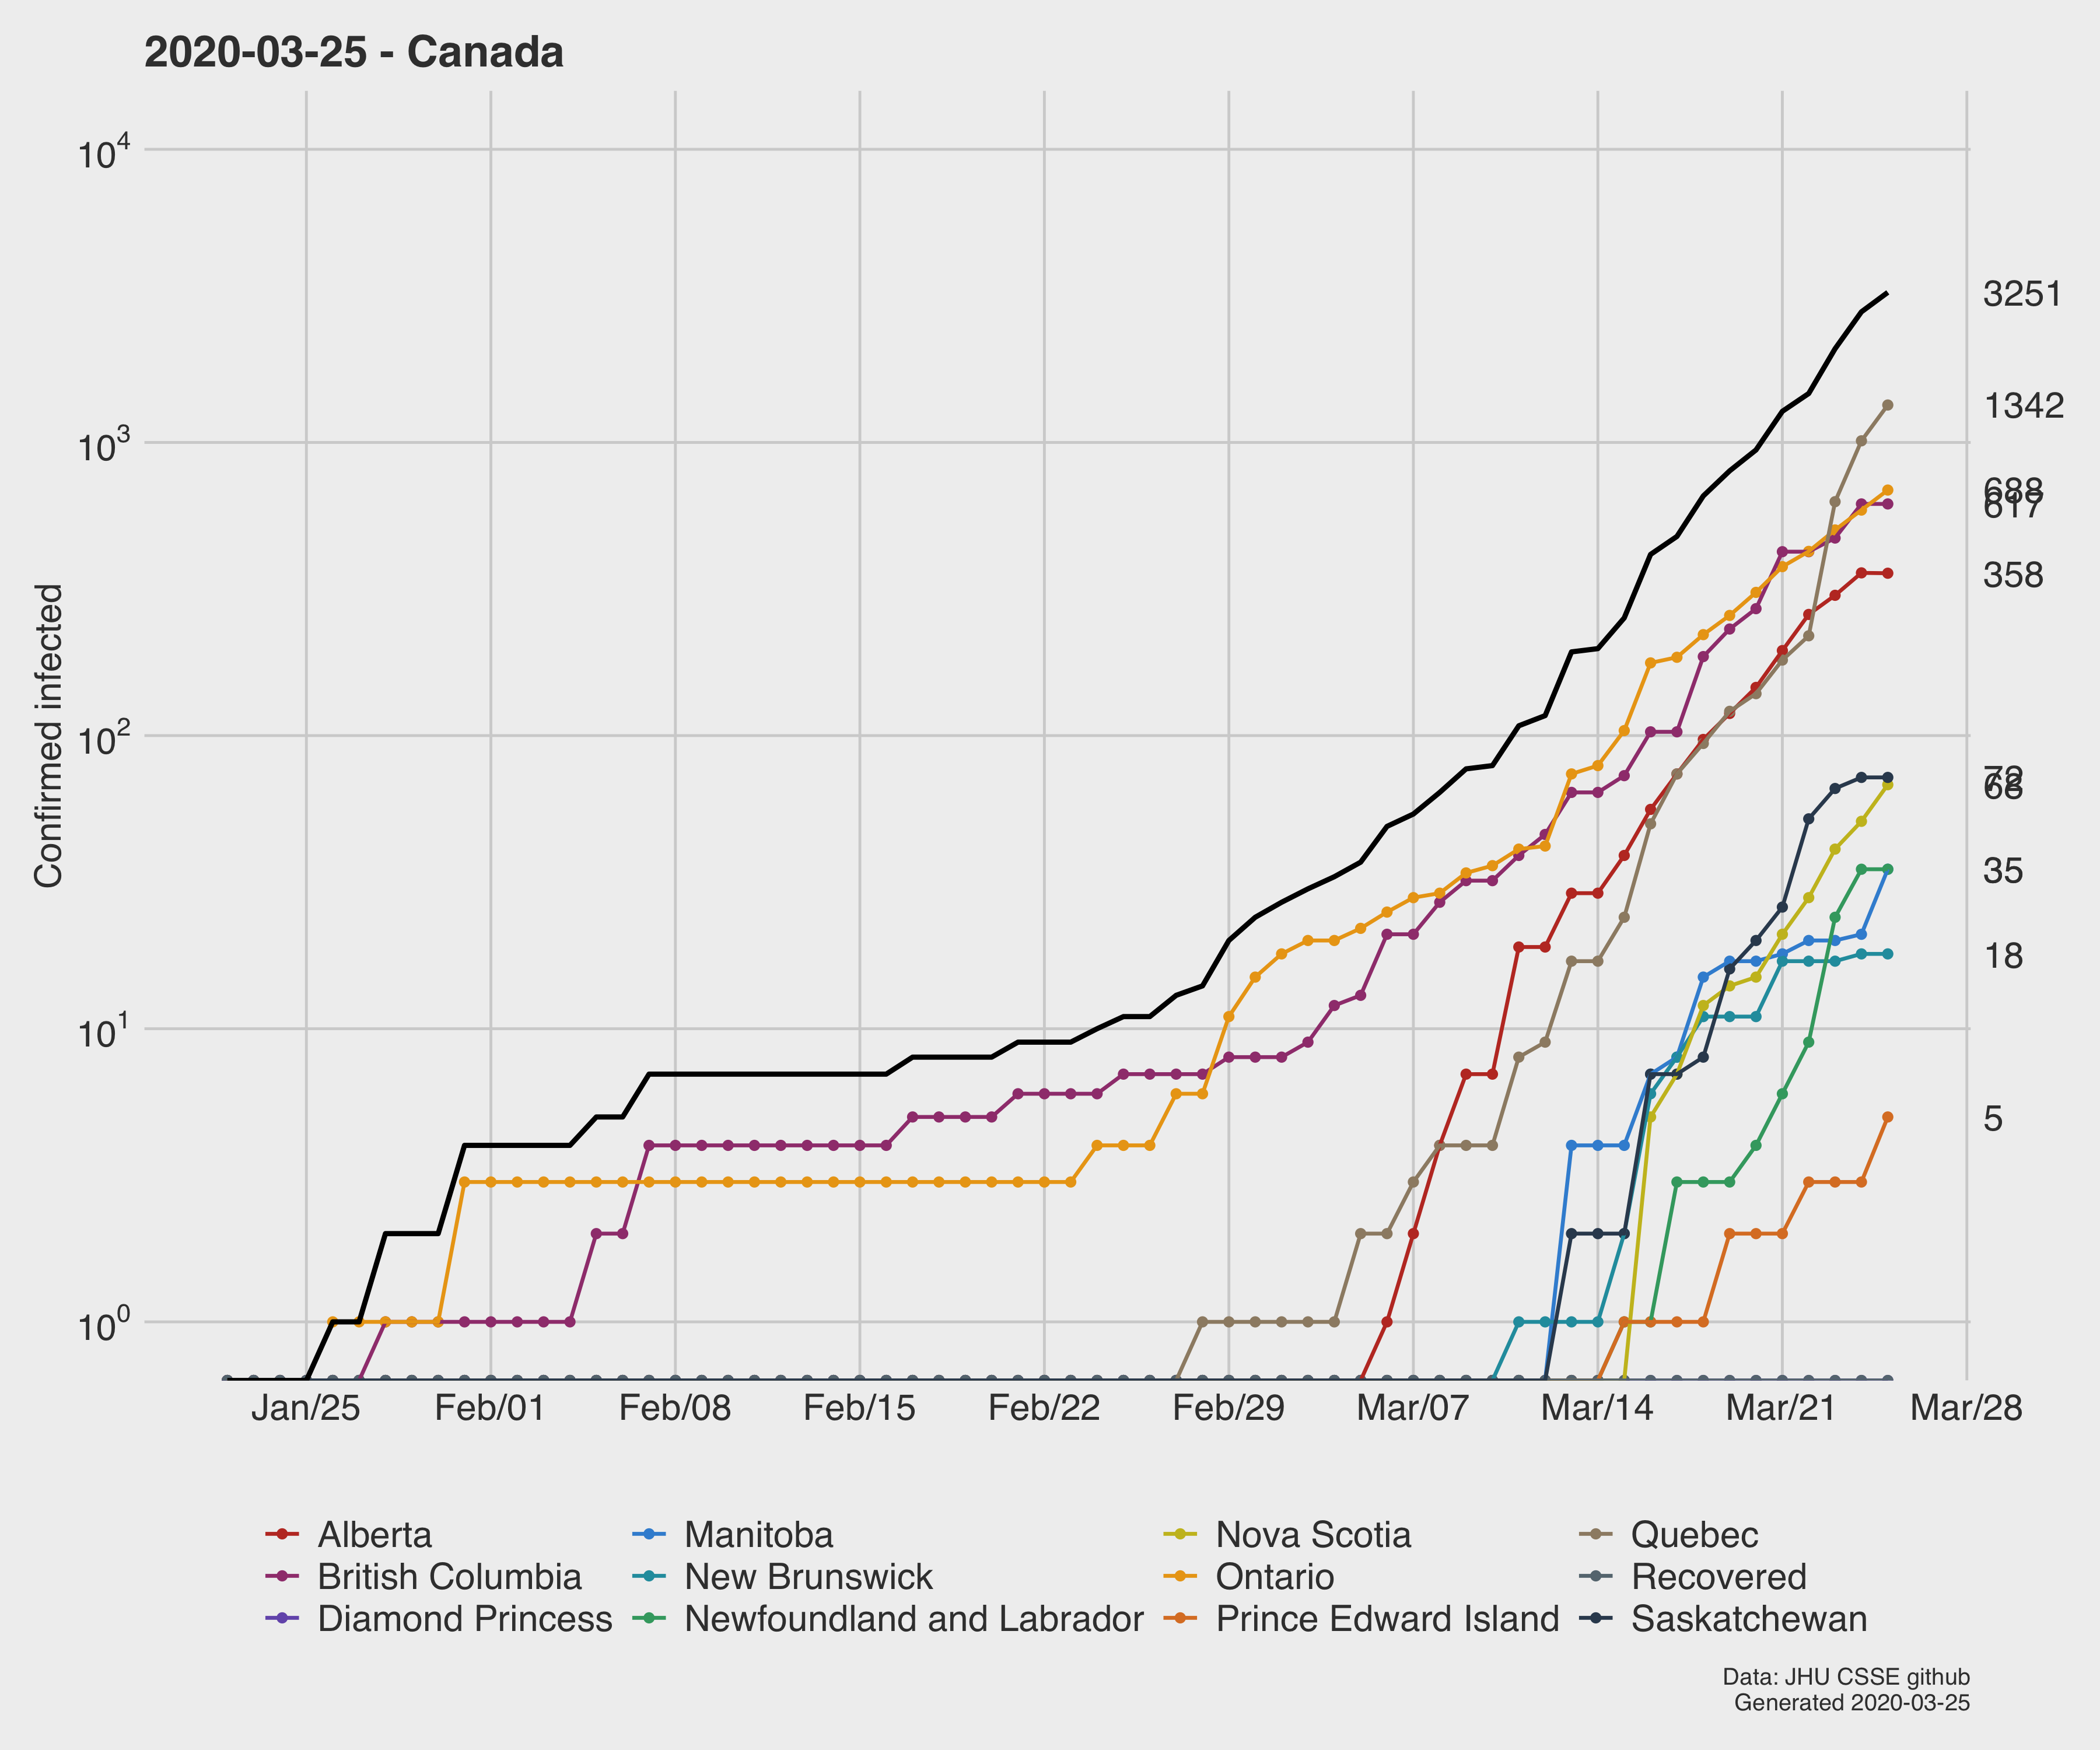 2020-03-25 - Canada
10^4
10^3
10^2
10^1
10^0
Confirmed infected
3251
1342
688
617
358
72
68
35
18
5
Jan/25 Feb/01 Feb/08 Feb/15 Feb/22 Feb/29 Mar/07 Mar/14 Mar/21 Mar/28
Alberta Manitoba Nova Scotia Quebec
British Columbia New Brunswick Ontario Recovered
Diamond Princess Newfoundland and Labrador Prince Edward Island Saskatchewan
Data: JHU CSSE github
Generated 2020-03-25